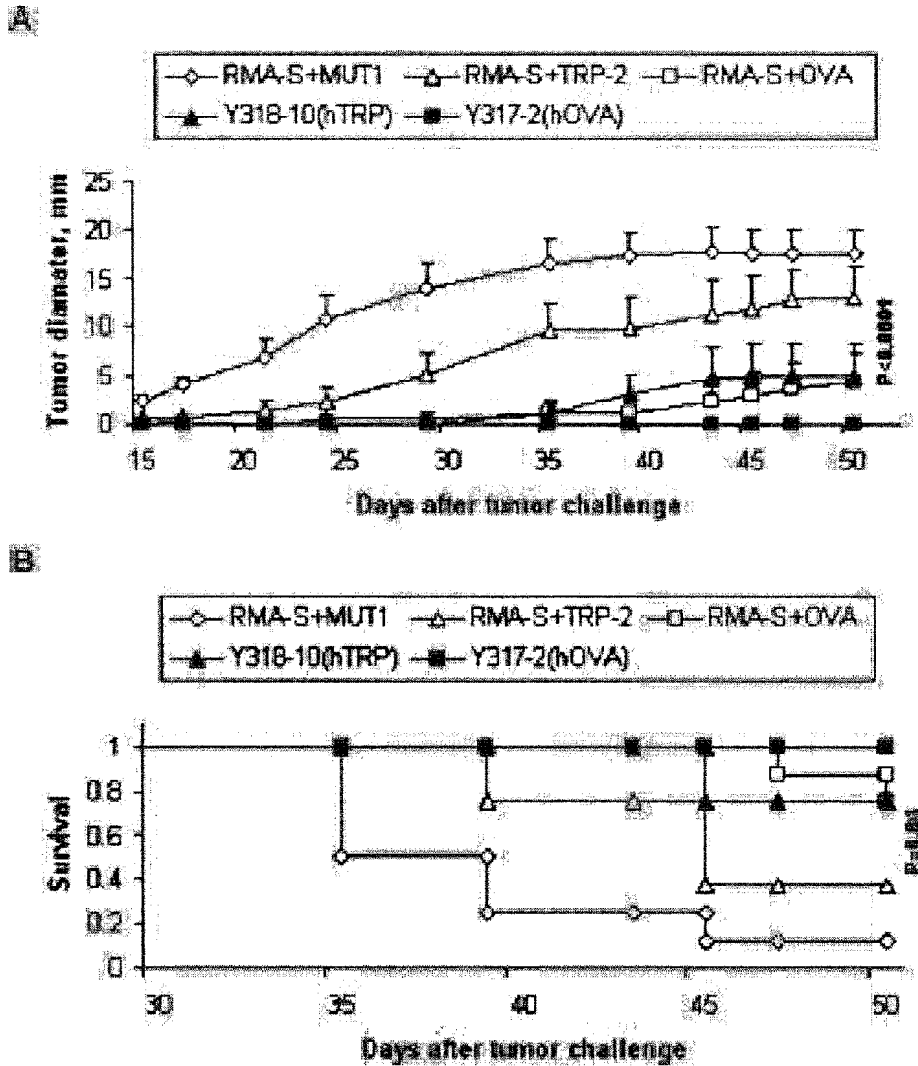 A
RMA-S+MUT1 RMA-S+TRP-2 RMA-S+OVA
Y318-10(hTRP) Y317-2(hOVA)
Tumor diamater, mm
25
20
15
10
5
0
15 20 25 30 35 40 45 50
P<0.0001
Days after tumor challenge
B
RMA-S+MUT1 RMA-S+TRP-2 RMA-S+OVA
Y318-10(hTRP) Y317-2(hOVA)
Survival
1
0.8
0.6
0.4
0.2
0
30 35 40 45 50
Days after tumor challenge